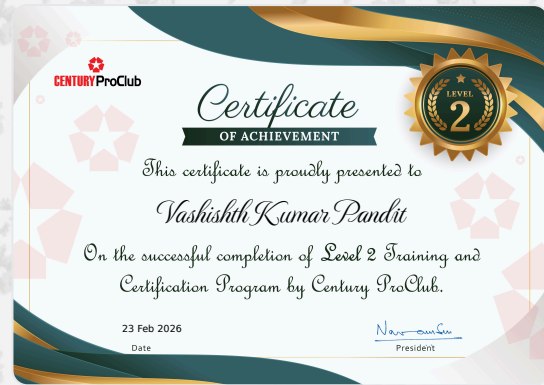 CENTURY ProClub
LEVEL
2
Certificate
OF ACHIEVEMENT
This certificate is proudly presented to
Vashishth Kumar Pandit
On the successful completion of Level 2 Training and
Certification Program by Century ProClub.
23 Feb 2026
Date
President